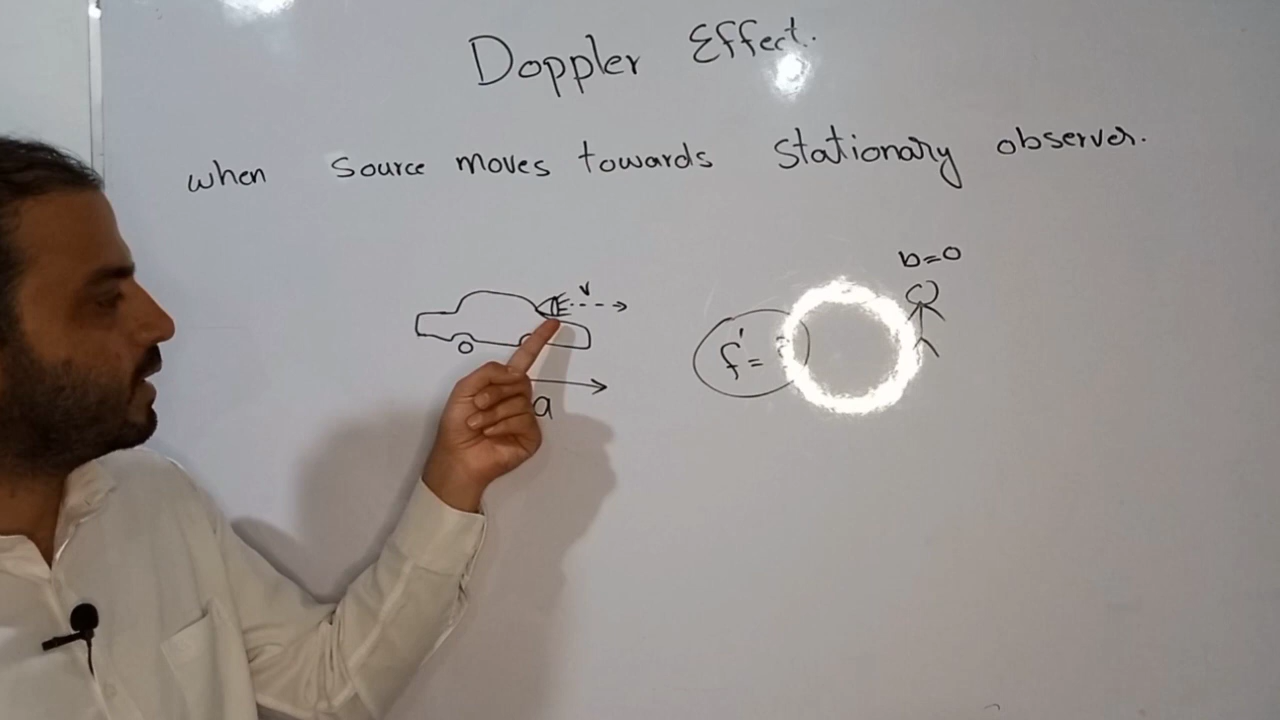 Doppler Effect.
when source moves towards stationary observer.
b=0
v
f' =
a